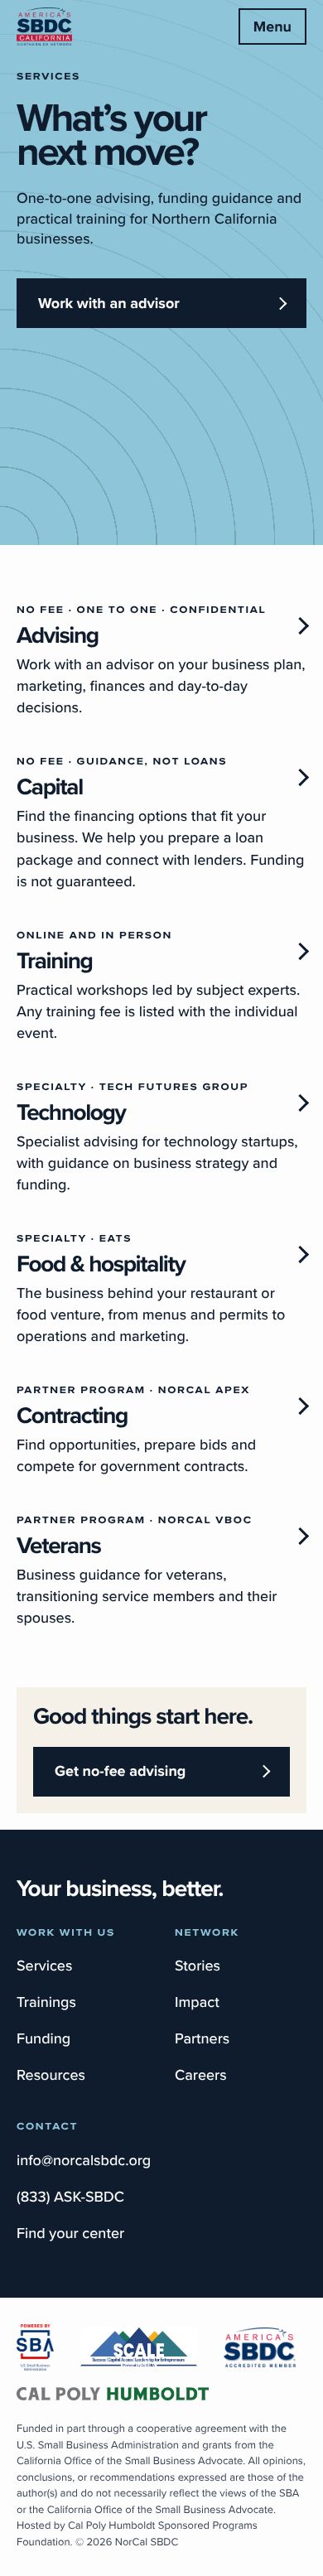 AMERICA'S
SBDC
CALIFORNIA
NORTHERN CA NETWORK
Menu
SERVICES
What's your
next move?
One-to-one advising, funding guidance and
practical training for Northern California
businesses.
Work with an advisor
NO FEE · ONE TO ONE · CONFIDENTIAL
Advising
Work with an advisor on your business plan,
marketing, finances and day-to-day
decisions.
NO FEE · GUIDANCE, NOT LOANS
Capital
Find the financing options that fit your
business. We help you prepare a loan
package and connect with lenders. Funding
is not guaranteed.
ONLINE AND IN PERSON
Training
Practical workshops led by subject experts.
Any training fee is listed with the individual
event.
SPECIALTY · TECH FUTURES GROUP
Technology
Specialist advising for technology startups,
with guidance on business strategy and
funding.
SPECIALTY · EATS
Food & hospitality
The business behind your restaurant or
food venture, from menus and permits to
operations and marketing.
PARTNER PROGRAM · NORCAL APEX
Contracting
Find opportunities, prepare bids and
compete for government contracts.
PARTNER PROGRAM · NORCAL VBOC
Veterans
Business guidance for veterans,
transitioning service members and their
spouses.
Good things start here.
Get no-fee advising
Your business, better.
WORK WITH US
NETWORK
Services
Stories
Trainings
Impact
Funding
Partners
Resources
Careers
CONTACT
info@norcalsbdc.org
(833) ASK-SBDC
Find your center
POWERED BY
SBA
SCALE
AMERICA'S
SBDC
ACCREDITED MEMBER
CAL POLY HUMBOLDT
Funded in part through a cooperative agreement with the
U.S. Small Business Administration and grants from the
California Office of the Small Business Advocate. All opinions,
conclusions, or recommendations expressed are those of the
author(s) and do not necessarily reflect the views of the SBA
or the California Office of the Small Business Advocate.
Hosted by Cal Poly Humboldt Sponsored Programs
Foundation. © 2026 NorCal SBDC